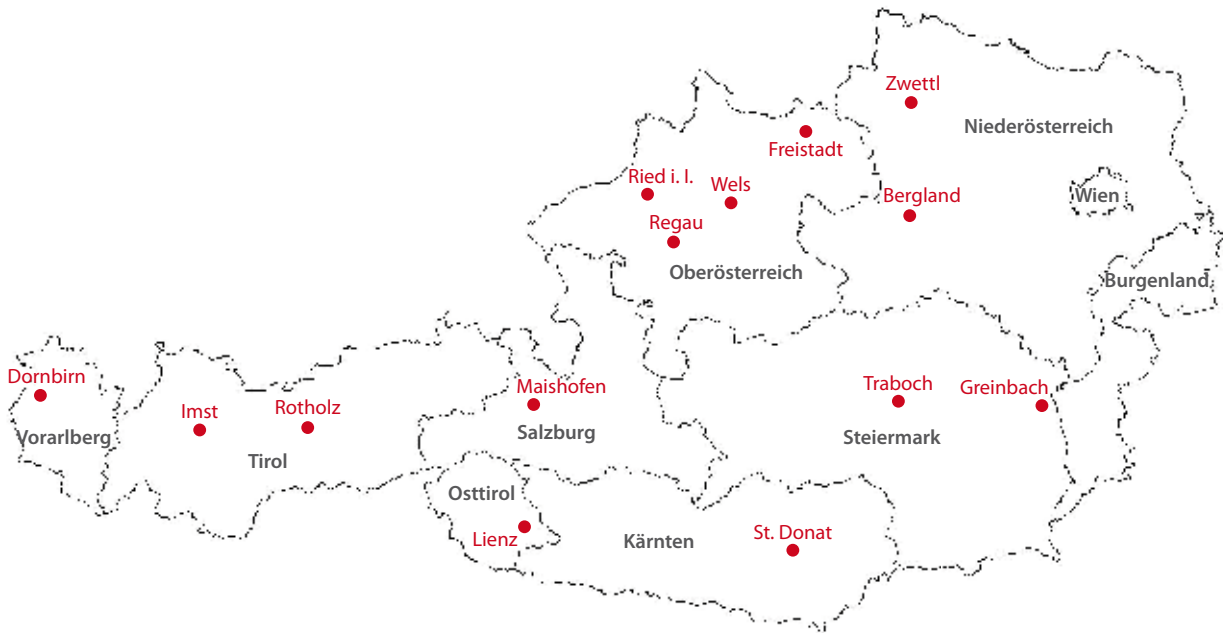 Zwettl
Niederösterreich
Freistadt
Ried i. I.
Wels
Bergland
Wien
Regau
Oberösterreich
Burgenland
Dornbirn
Maishofen
Traboch
Greinbach
Imst
Rotholz
Vorarlberg
Salzburg
Steiermark
Tirol
Osttirol
Lienz
Kärnten
St. Donat